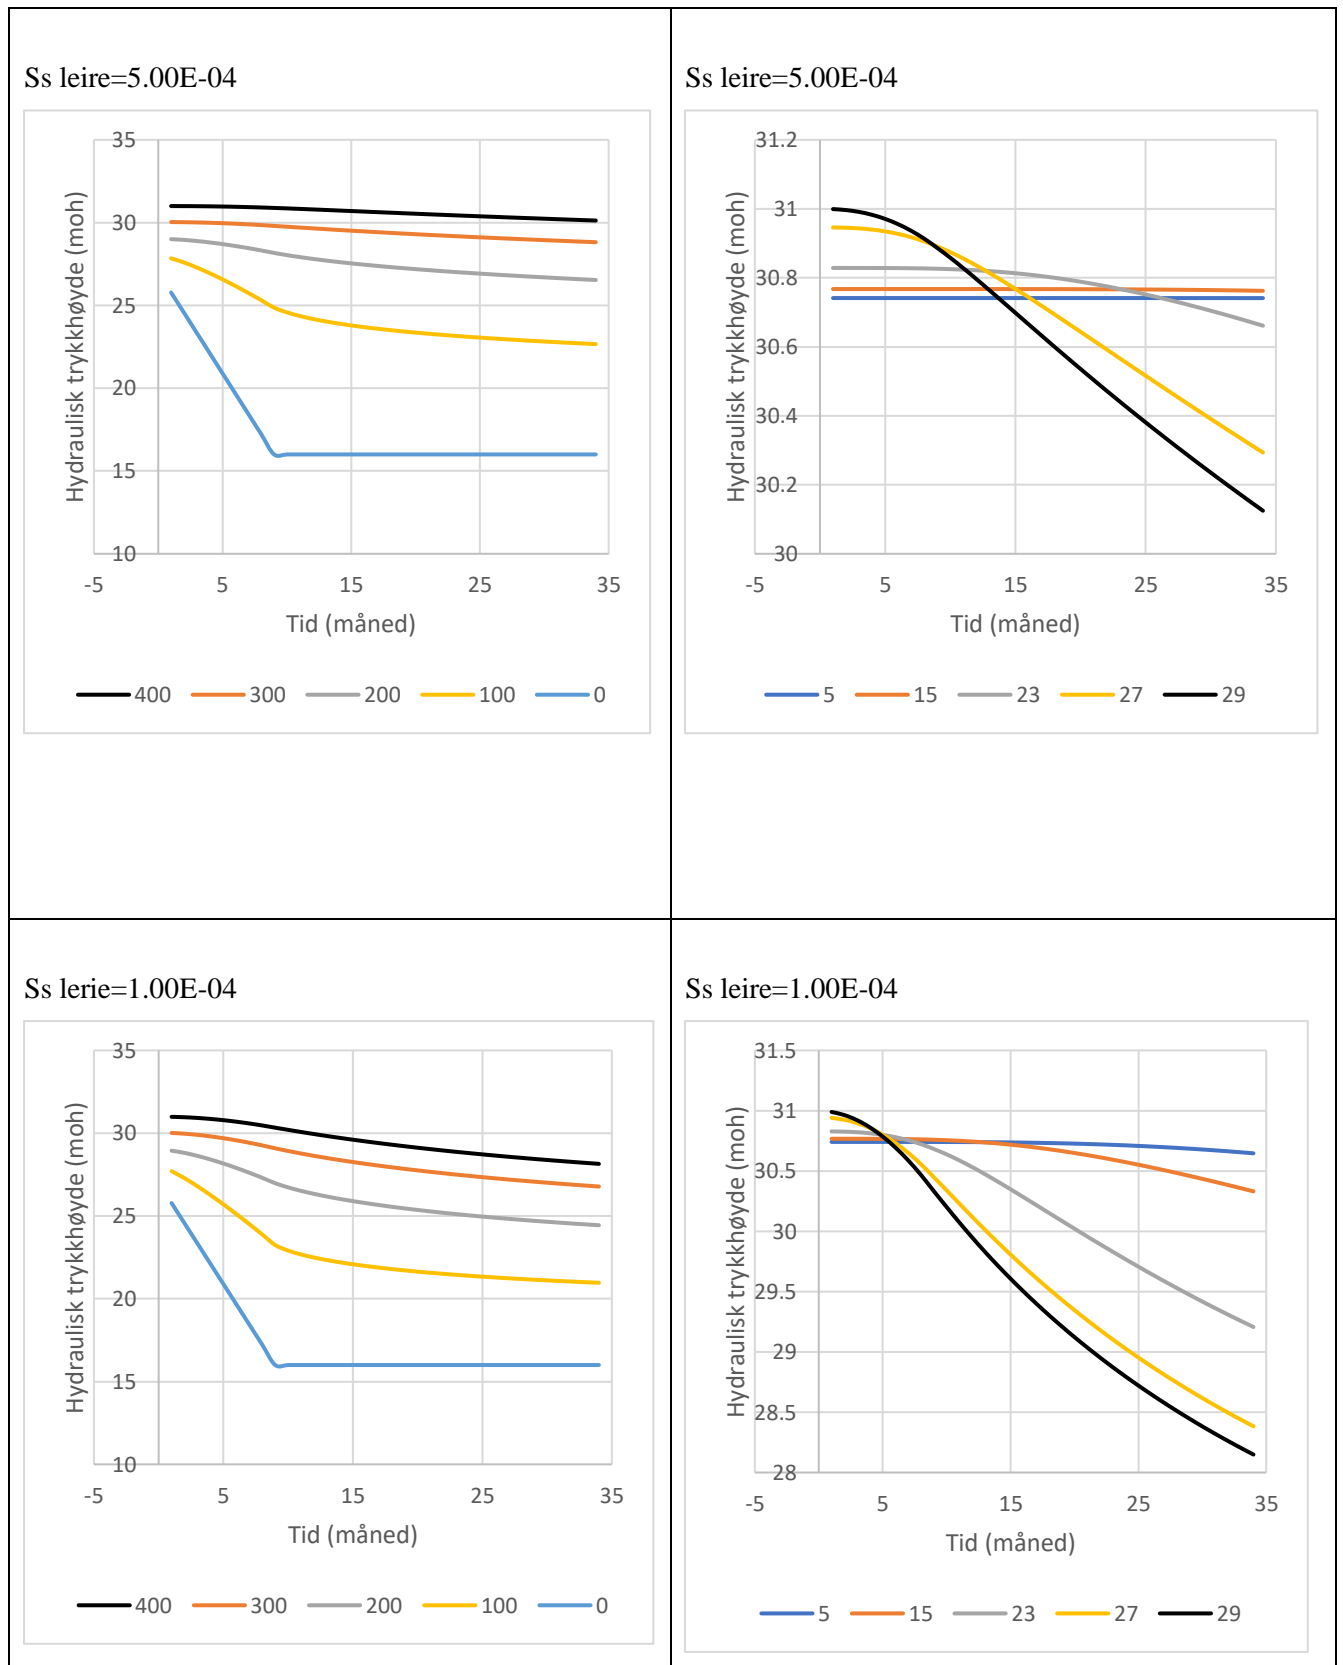 Ss leire=5.00E-04
35
30
25
20
15
10
Hydraulisk trykkhøyde (moh)
-5 5 15 25 35
Tid (måned)
400 300 200 100 0
Ss leire=5.00E-04
31.2
31
30.8
30.6
30.4
30.2
30
Hydraulisk trykkhøyde (moh)
-5 5 15 25 35
Tid (måned)
5 15 23 27 29
Ss lerie=1.00E-04
35
30
25
20
15
10
Hydraulisk trykkhøyde (moh)
-5 5 15 25 35
Tid (måned)
400 300 200 100 0
Ss leire=1.00E-04
31.5
31
30.5
30
29.5
29
28.5
28
Hydraulisk trykkhøyde (moh)
-5 5 15 25 35
Tid (måned)
5 15 23 27 29